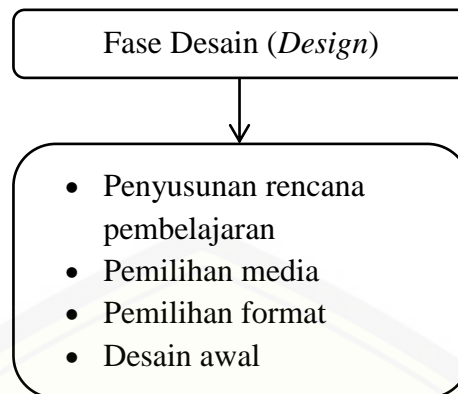 Fase Desain (Design)
• Penyusunan rencana
pembelajaran
• Pemilihan media
• Pemilihan format
• Desain awal